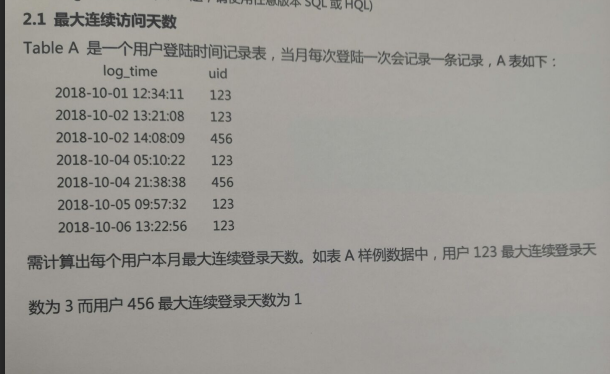 使用任意版本 SQL 或 HQL)
2.1 最大连续访问天数
Table A 是一个用户登陆时间记录表，当月每次登陆一次会记录一条记录，A 表如下：
log_time uid
2018-10-01 12:34:11 123
2018-10-02 13:21:08 123
2018-10-02 14:08:09 456
2018-10-04 05:10:22 123
2018-10-04 21:38:38 456
2018-10-05 09:57:32 123
2018-10-06 13:22:56 123
需计算出每个用户本月最大连续登录天数。如表 A 样例数据中，用户 123 最大连续登录天
数为 3 而用户 456 最大连续登录天数为 1